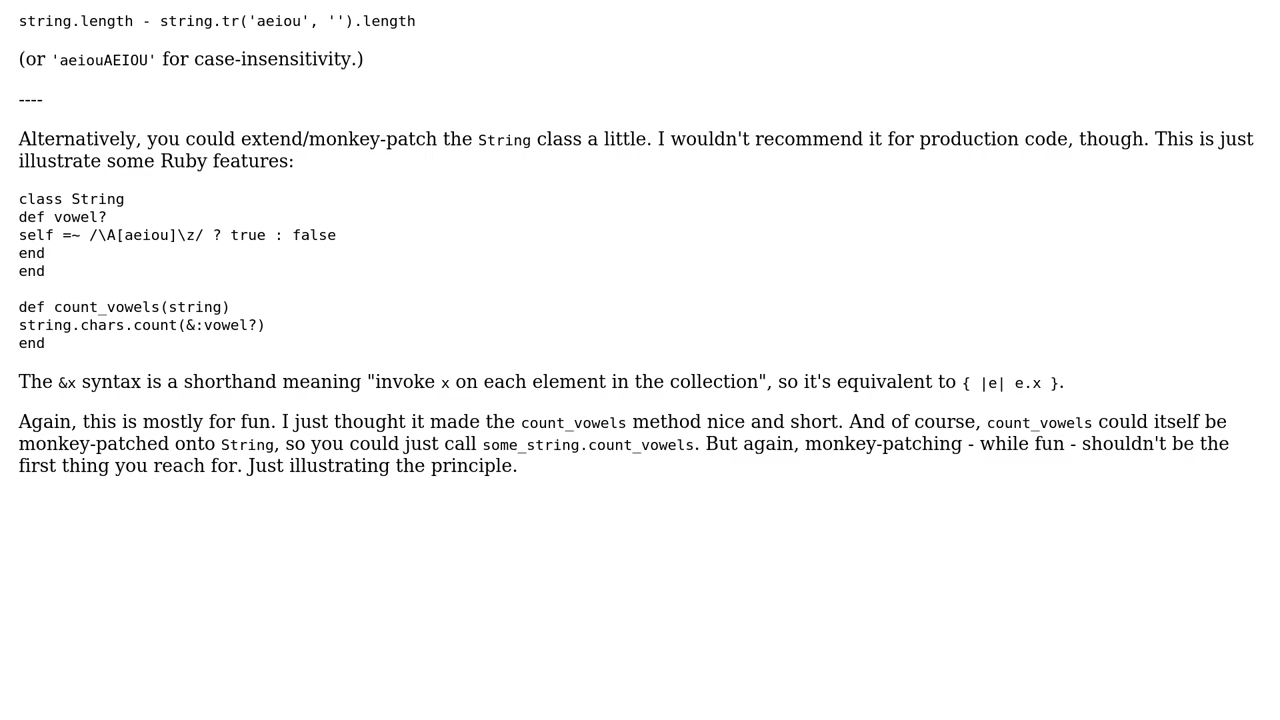 string.length - string.tr('aeiou', '').length
(or 'aeiouAEIOU' for case-insensitivity.)
----
Alternatively, you could extend/monkey-patch the String class a little. I wouldn't recommend it for production code, though. This is just
illustrate some Ruby features:
class String
def vowel?
self =~ /\A[aeiou]\z/ ? true : false
end
end
def count_vowels(string)
string.chars.count(&:vowel?)
end
The &x syntax is a shorthand meaning "invoke x on each element in the collection", so it's equivalent to { |e| e.x }.
Again, this is mostly for fun. I just thought it made the count_vowels method nice and short. And of course, count_vowels could itself be
monkey-patched onto String, so you could just call some_string.count_vowels. But again, monkey-patching - while fun - shouldn't be the
first thing you reach for. Just illustrating the principle.